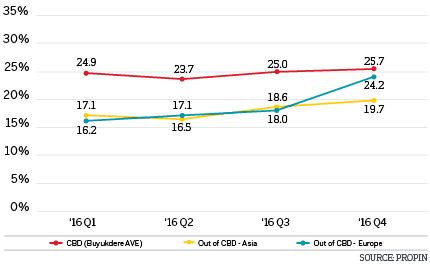 35%
30%
25%
20%
15%
10%
0%
24.9 23.7 25.0 25.7
17.1 17.1 18.6 24.2
16.2 16.5 18.0 19.7
'16 Q1 '16 Q2 '16 Q3 '16 Q4
CBD (Buyukdere AVE) Out of CBD - Asia Out of CBD - Europe
SOURCE: PROPIN